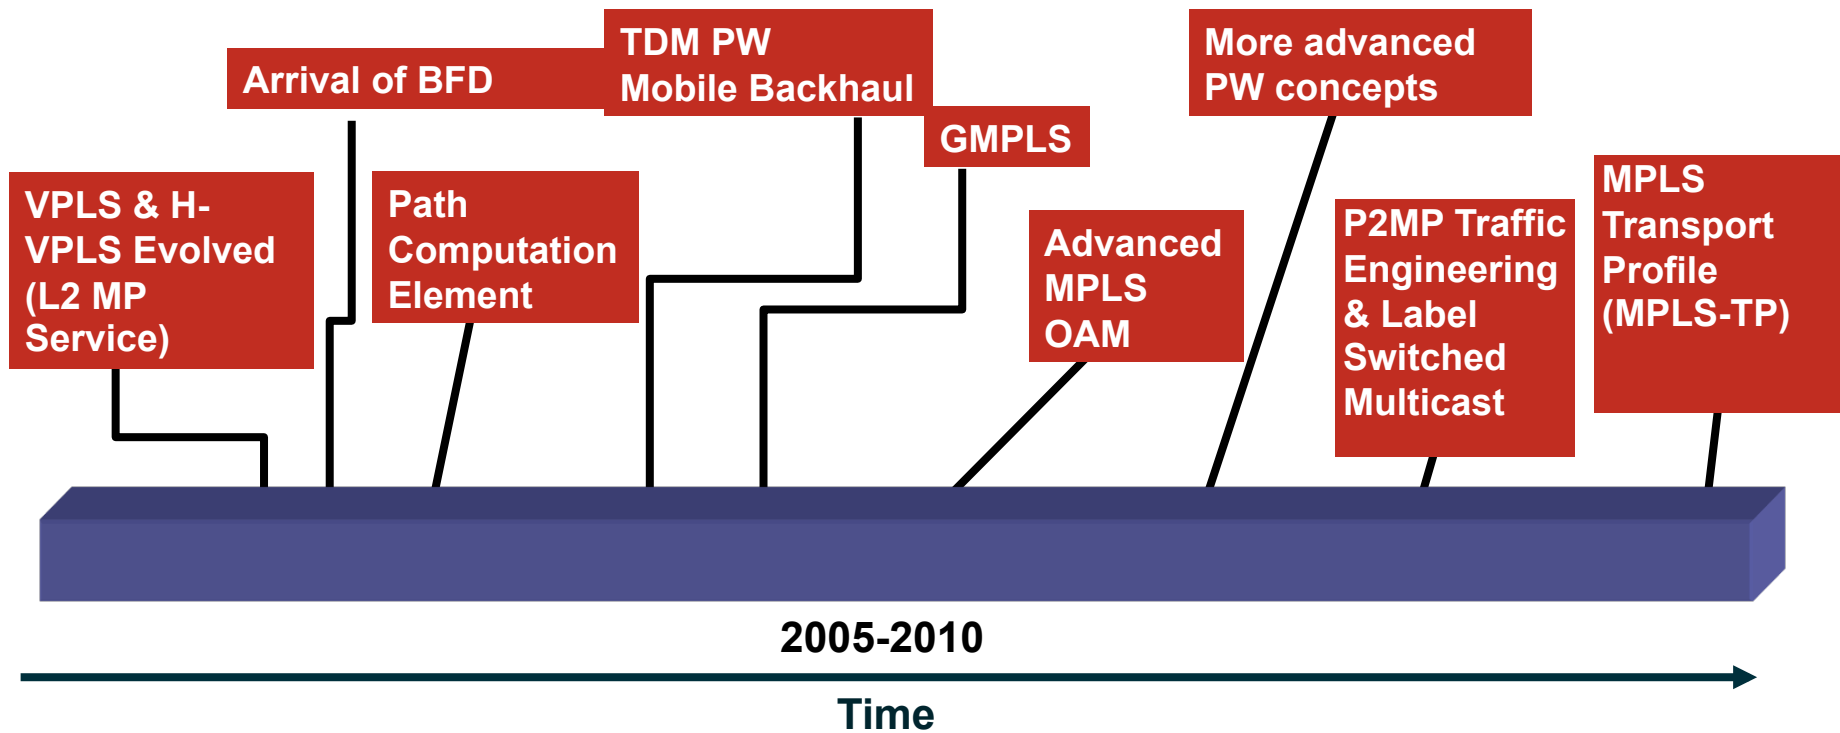 VPLS & H-
VPLS Evolved
(L2 MP
Service)
Arrival of BFD
Path
Computation
Element
TDM PW
Mobile Backhaul
GMPLS
Advanced
MPLS
OAM
More advanced
PW concepts
P2MP Traffic
Engineering
& Label
Switched
Multicast
MPLS
Transport
Profile
(MPLS-TP)
2005-2010
Time